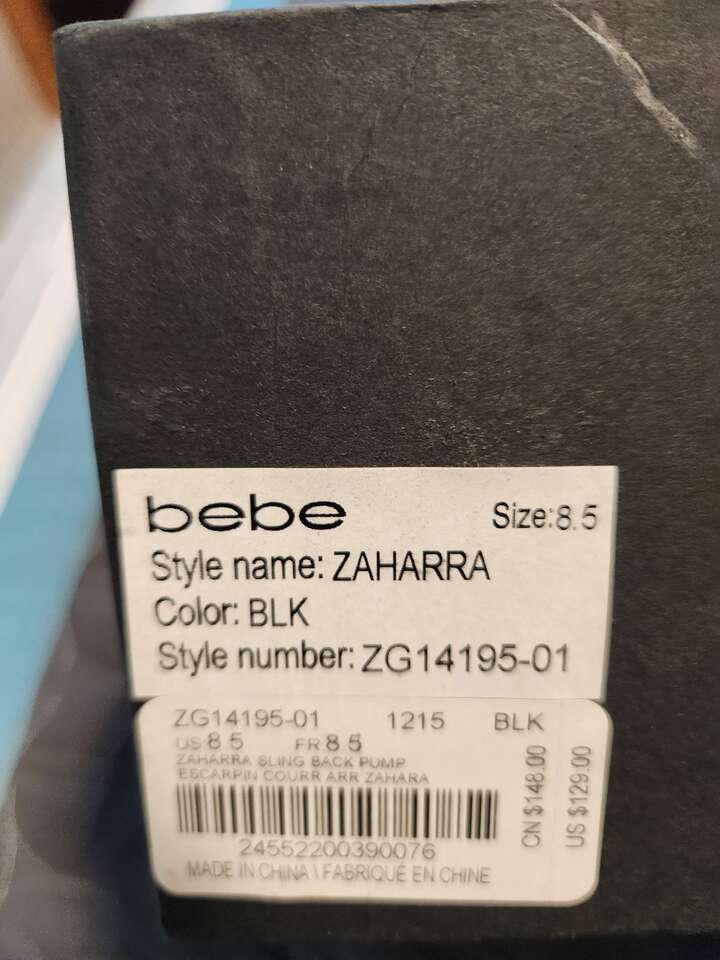 bebe Size:8.5
Style name: ZAHARRA
Color: BLK
Style number: ZG14195-01
ZG14195-01 1215 BLK
US 8.5 FR 8.5
ZAHARRA SLING BACK PUMP
ESCARPIN COURR ARR ZAHARA
24552200390076
MADE IN CHINA \ FABRIQUÉ EN CHINE
CN $148.00
US $129.00